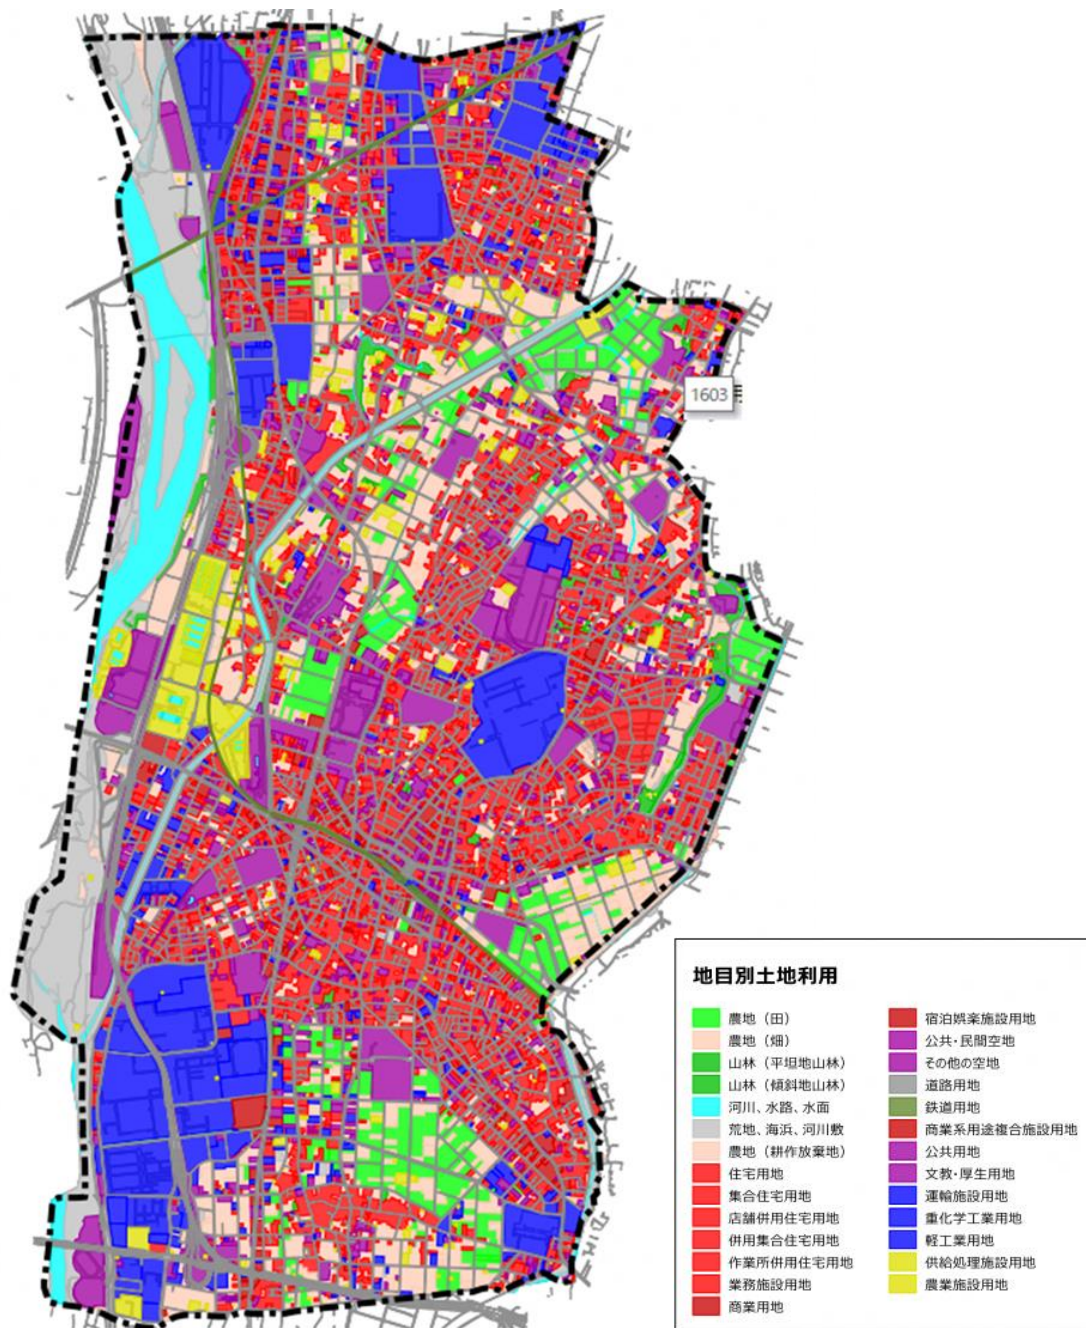 1603
地目別土地利用
農地（田）
農地（畑）
山林（平坦地山林）
山林（傾斜地山林）
河川、水路、水面
荒地、海浜、河川敷
農地（耕作放棄地）
住宅用地
集合住宅用地
店舗併用住宅用地
併用集合住宅用地
作業所併用住宅用地
業務施設用地
商業用地
宿泊娯楽施設用地
公共・民間空地
その他の空地
道路用地
鉄道用地
商業系用途複合施設用地
公共用地
文教・厚生用地
運輸施設用地
重化学工業用地
軽工業用地
供給処理施設用地
農業施設用地